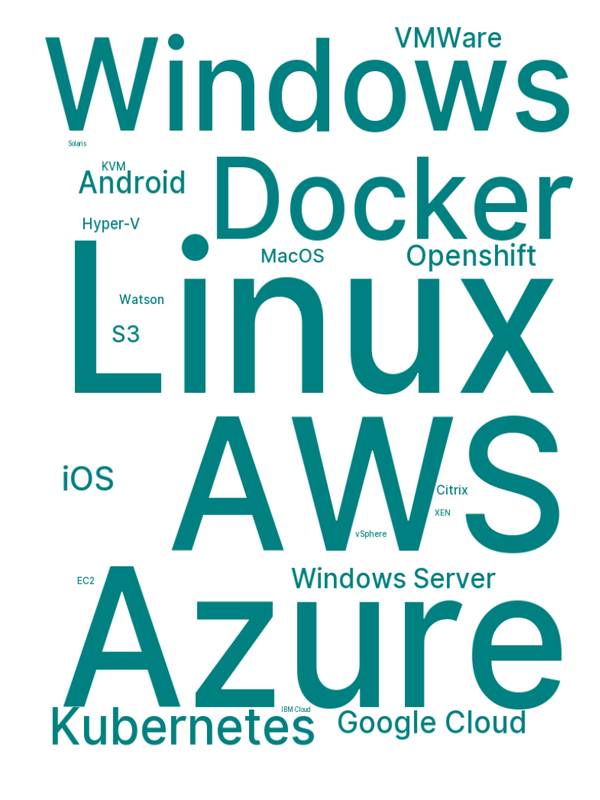 VMWare
Windows
Solaris
KVM
Android
Docker
Hyper-V
MacOS
Openshift
Linux
Watson
S3
AWS
iOS
Citrix
XEN
vSphere
EC2
Windows Server
Azure
IBM Cloud
Kubernetes
Google Cloud